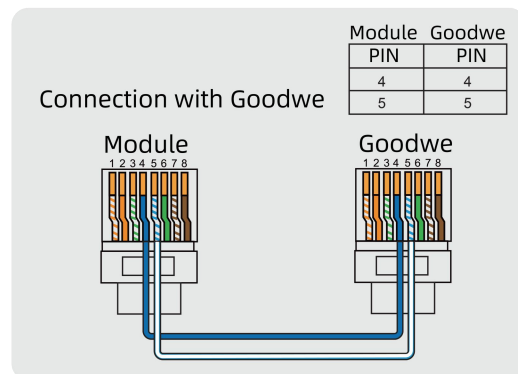 Module Goodwe
PIN PIN
4 4
5 5
Connection with Goodwe
Module
1 2 3 4 5 6 7 8
Goodwe
1 2 3 4 5 6 7 8